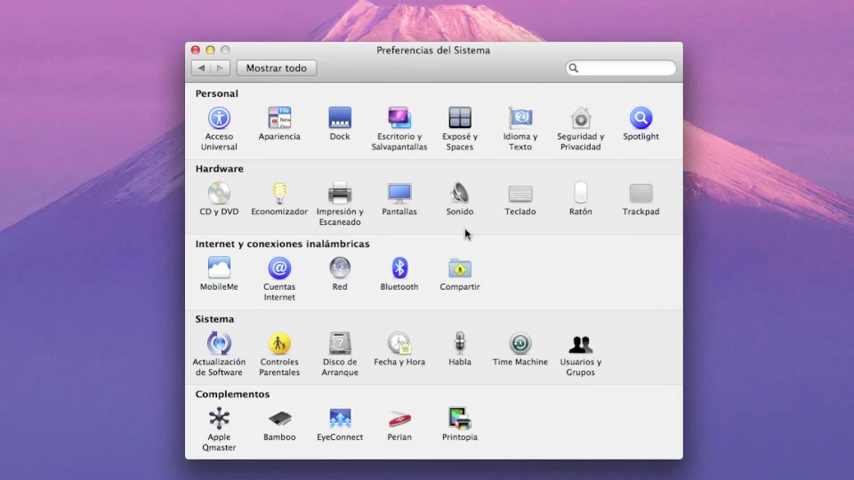 Preferencias del Sistema
Mostrar todo
Personal
Acceso Universal
Apariencia
Dock
Escritorio y Salvapantallas
Exposé y Spaces
Idioma y Texto
Seguridad y Privacidad
Spotlight
Hardware
CD y DVD
Economizador
Impresión y Escaneado
Pantallas
Sonido
Teclado
Ratón
Trackpad
Internet y conexiones inalámbricas
MobileMe
Cuentas Internet
Red
Bluetooth
Compartir
Sistema
Actualización de Software
Controles Parentales
Disco de Arranque
Fecha y Hora
Habla
Time Machine
Usuarios y Grupos
Complementos
Apple Qmaster
Bamboo
EyeConnect
Perian
Printopia